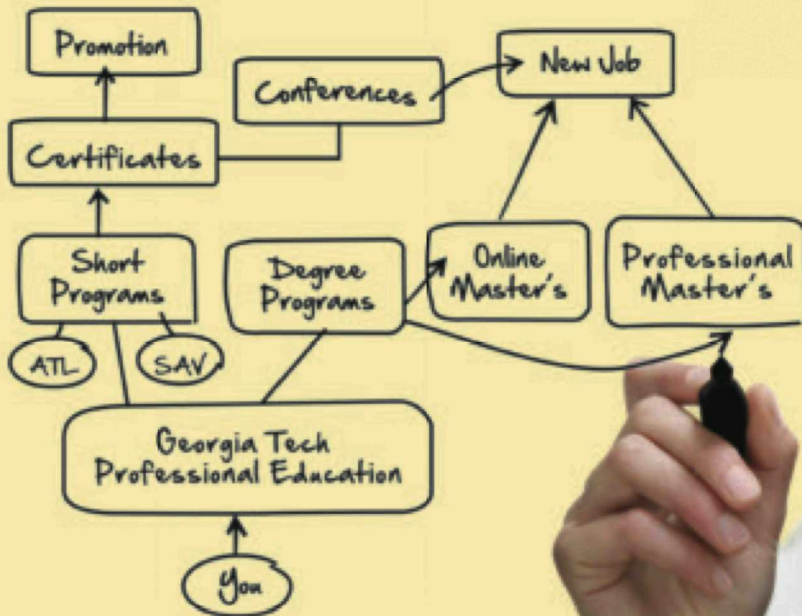 Promotion
Conferences
New Job
Certificates
Short
Programs
Degree
Programs
Online
Master's
Professional
Master's
ATL
SAV
Georgia Tech
Professional Education
You